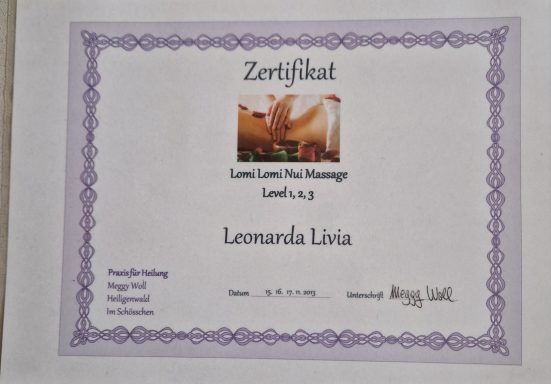 Zertifikat
Lomi Lomi Nui Massage
Level 1, 2, 3
Leonarda Livia
Praxis für Heilung
Meggy Woll
Heiligenwald
Im Schösschen
Datum 15. 16. 17. 11. 2013 Unterschrift Meggy Woll